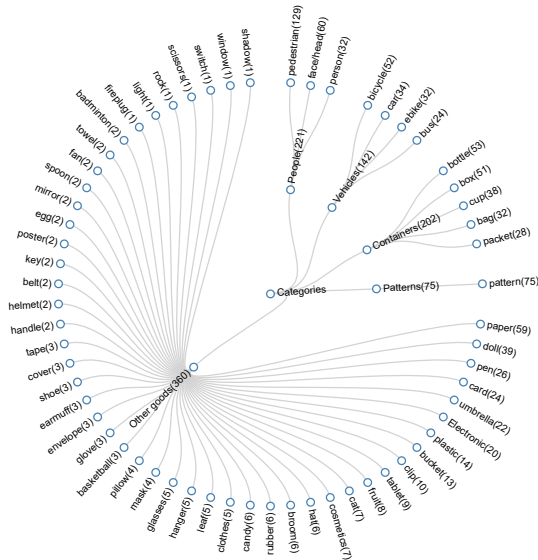 Categories
People(221)
pedestrian(129)
face/head(60)
person(32)
Vehicles(142)
bicycle(52)
car(34)
ebike(32)
bus(24)
Containers(202)
bottle(53)
box(51)
cup(38)
bag(32)
packet(28)
Patterns(75)
pattern(75)
Other goods(360)
paper(59)
doll(39)
pen(26)
card(24)
umbrella(22)
Electronic(20)
plastic(14)
bucket(13)
clip(10)
tablet(9)
fruit(8)
cat(7)
cosmetics(7)
hat(6)
broom(6)
rubber(6)
candy(6)
clothes(5)
leaf(5)
hanger(5)
glasses(5)
mask(4)
pillow(4)
basketball(3)
glove(3)
envelope(3)
earmuff(3)
shoe(3)
cover(3)
tape(3)
handle(2)
helmet(2)
belt(2)
key(2)
poster(2)
egg(2)
mirror(2)
spoon(2)
fan(2)
towel(2)
badminton(2)
fireplug(1)
light(1)
rock(1)
scissors(1)
switch(1)
window(1)
shadow(1)